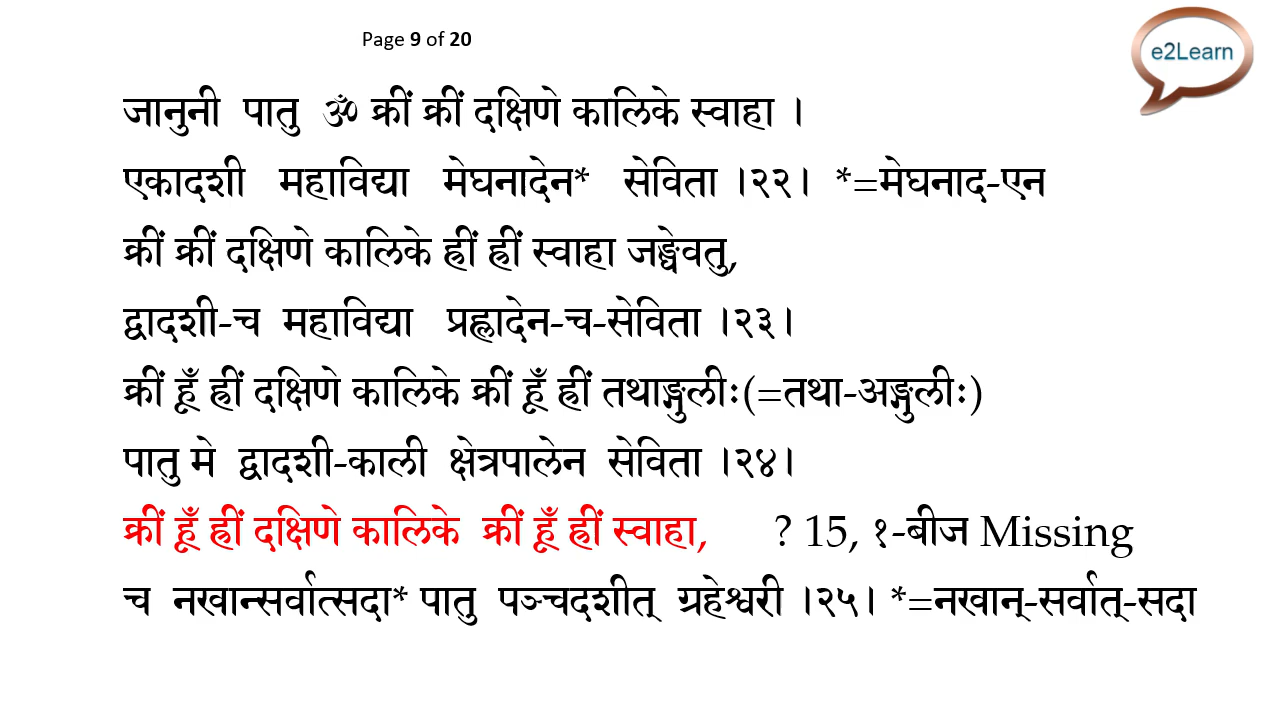 Page 9 of 20
e2Learn
जानुनी पातु ॐ क्रीं क्रीं दक्षिणे कालिके स्वाहा ।
एकादशी महाविद्या मेघनादेन* सेविता ।२२। *=मेघनाद-एन
क्रीं क्रीं दक्षिणे कालिके ह्रीं ह्रीं स्वाहा जङ्घेवतु,
द्वादशी-च महाविद्या प्रह्लादेन-च-सेविता ।२३।
क्रीं हूँ ह्रीं दक्षिणे कालिके क्रीं हूँ ह्रीं तथाङ्गुलीः(=तथा-अङ्गुलीः)
पातु मे द्वादशी-काली क्षेत्रपालेन सेविता ।२४।
क्रीं हूँ ह्रीं दक्षिणे कालिके क्रीं हूँ ह्रीं स्वाहा, ? 15, १-बीज Missing
च नखान्सर्वात्सदा* पातु पञ्चदशीत् ग्रहेश्वरी ।२५। *=नखान्-सर्वात्-सदा